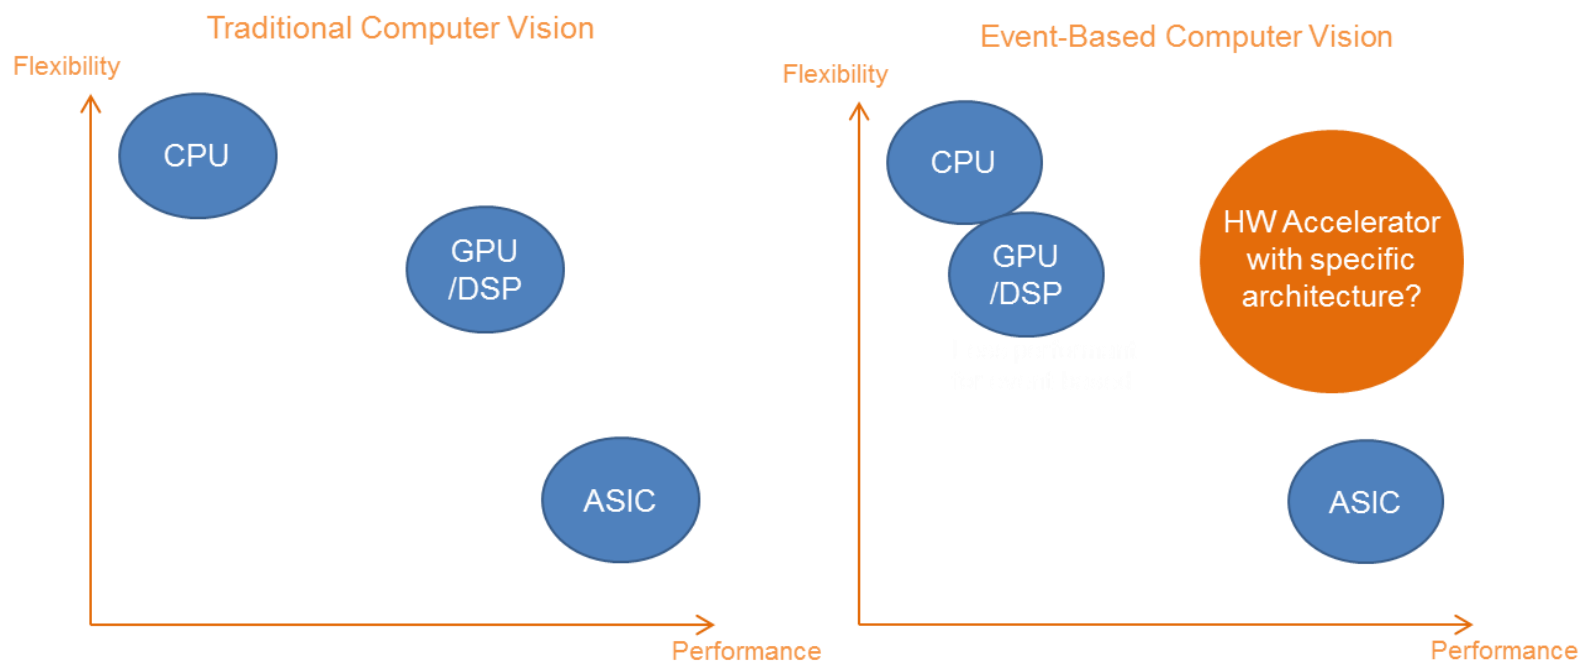 Traditional Computer Vision
Flexibility
CPU
GPU
/DSP
ASIC
Performance
Event-Based Computer Vision
Flexibility
CPU
GPU
/DSP
HW Accelerator
with specific
architecture?
ASIC
Performance